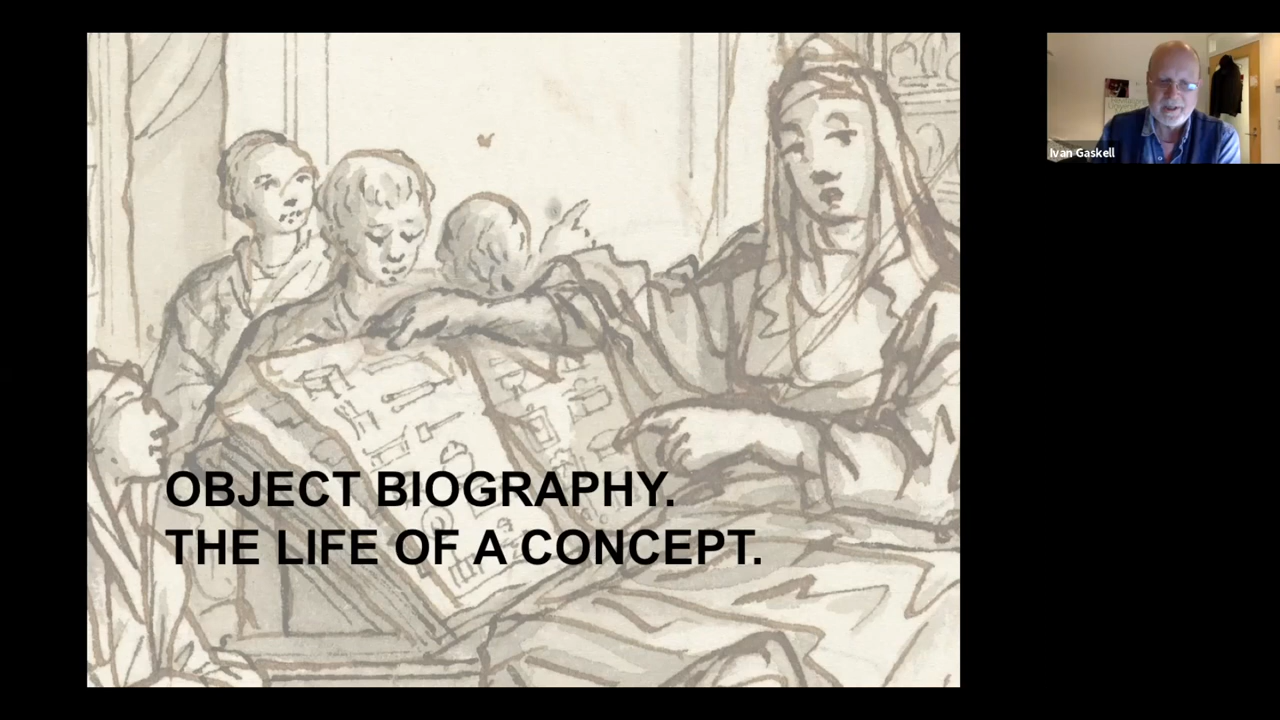 OBJECT BIOGRAPHY.
THE LIFE OF A CONCEPT.
Ivan Gaskell